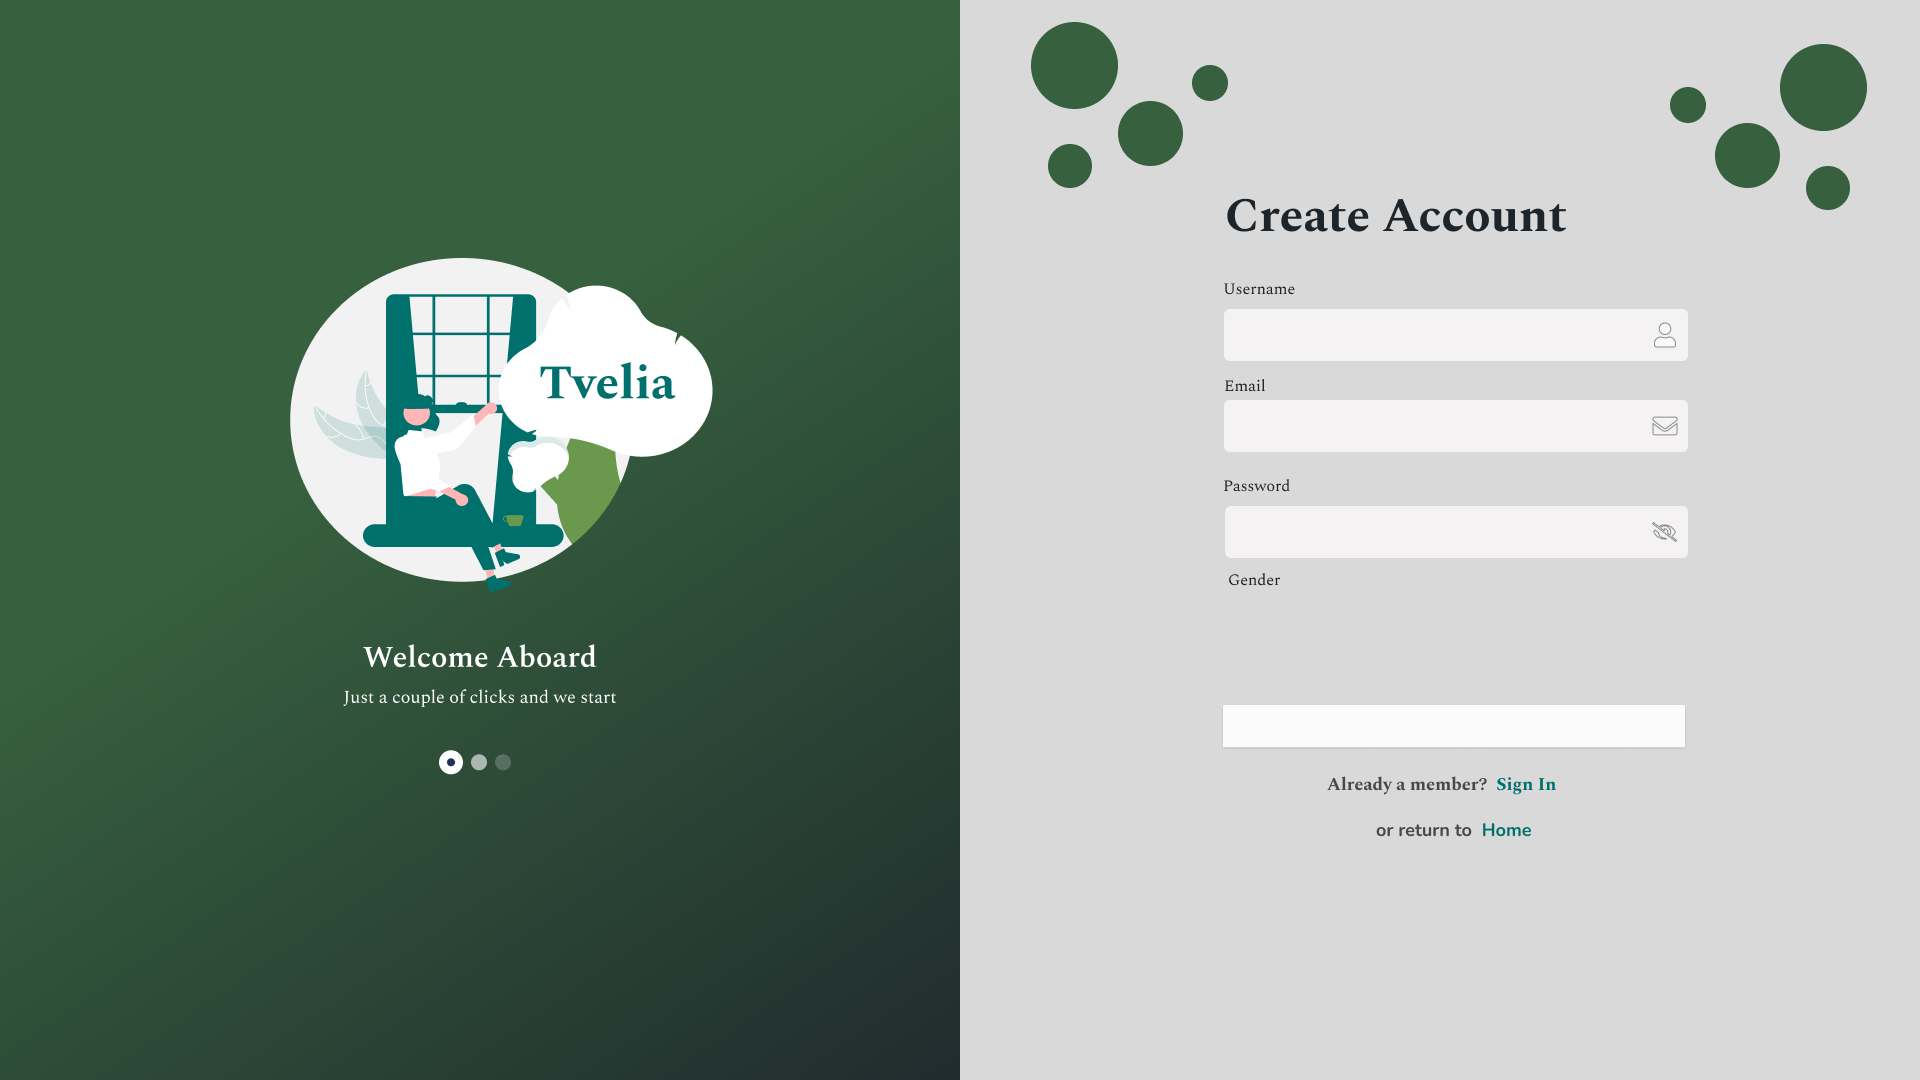 Tvelia
Welcome Aboard
Just a couple of clicks and we start
Create Account
Username
Email
Password
Gender
Already a member? Sign In
or return to Home